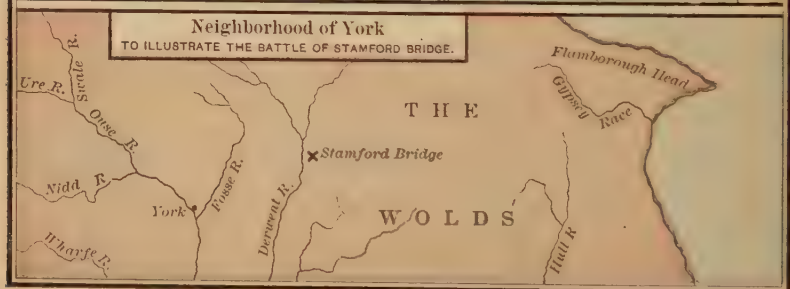 Neighborhood of York
TO ILLUSTRATE THE BATTLE OF STAMFORD BRIDGE.
Swale R.
Ure R.
Ouse R.
Nidd R
Wharfe R.
York
Fosse R.
Derwent R.
Stamford Bridge
THE
WOLDS
Flamborough Head
Gypsey Race
Hull R